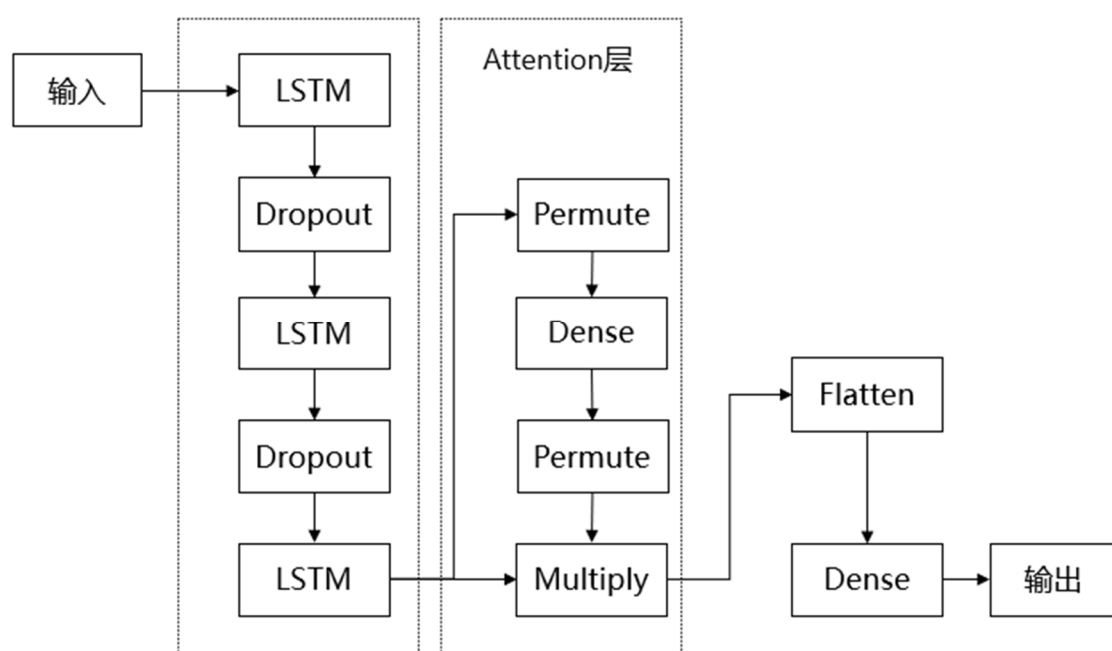 输入
LSTM
Dropout
LSTM
Dropout
LSTM
Attention层
Permute
Dense
Permute
Multiply
Flatten
Dense
输出